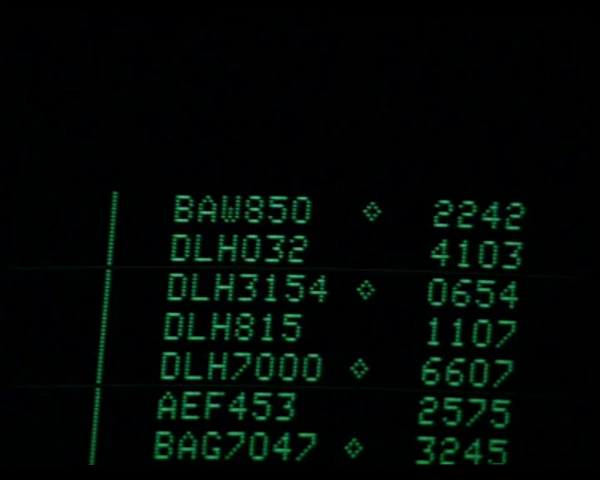 BAW850 ◇ 2242
DLH032 4103
DLH3154 ◇ 0654
DLH815 1107
DLH7000 ◇ 6607
AEF453 2575
BAG7047 ◇ 3245